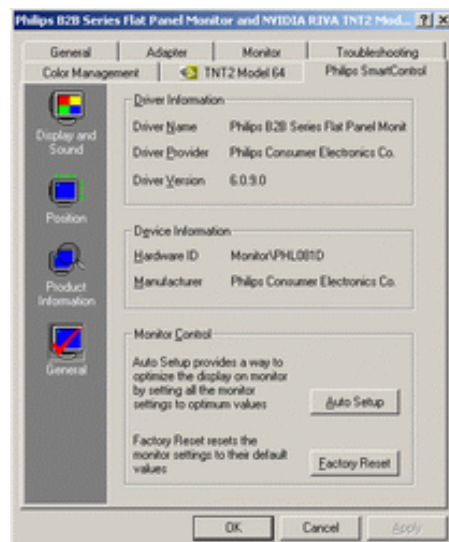 Philips B2B Series Flat Panel Monitor and NVIDIA RIVA TNT2 Mod...
General Adapter Monitor Troubleshooting
Color Management TNT2 Model 64 Philips SmartControl
Display and
Sound
Position
Product
Information
General
Driver Information
Driver Name Philips B2B Series Flat Panel Monit
Driver Provider Philips Consumer Electronics Co.
Driver Version 6.0.9.0
Device Information
Hardware ID Monitor\PHL081D
Manufacturer Philips Consumer Electronics Co.
Monitor Control
Auto Setup provides a way to
optimize the display on monitor
by setting all the monitor
settings to optimum values
Auto Setup
Factory Reset resets the
monitor settings to their default
values
Factory Reset
OK Cancel Apply